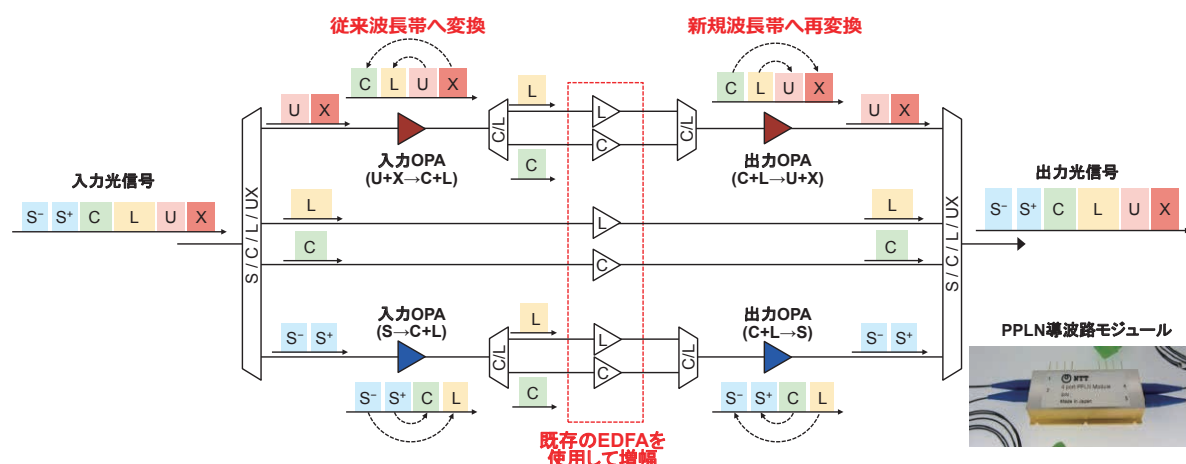 従来波長帯へ変換
新規波長帯へ再変換
C L U X
C L U X
U X
L
L
U X
C/L
C/L
C
入力OPA
(U+X→C+L)
C
出力OPA
(C+L→U+X)
入力光信号
S− S+ C L U X
S / C / L / UX
L
L
L
C
C
C
S / C / L / UX
出力光信号
S− S+ C L U X
入力OPA
(S→C+L)
L
出力OPA
(C+L→S)
S− S+
L
S− S+
C/L
C/L
C
C
S− S+ C L
S− S+ C L
既存のEDFAを
使用して増幅
PPLN導波路モジュール
NTT
4 port PPLN Module
Made in Japan